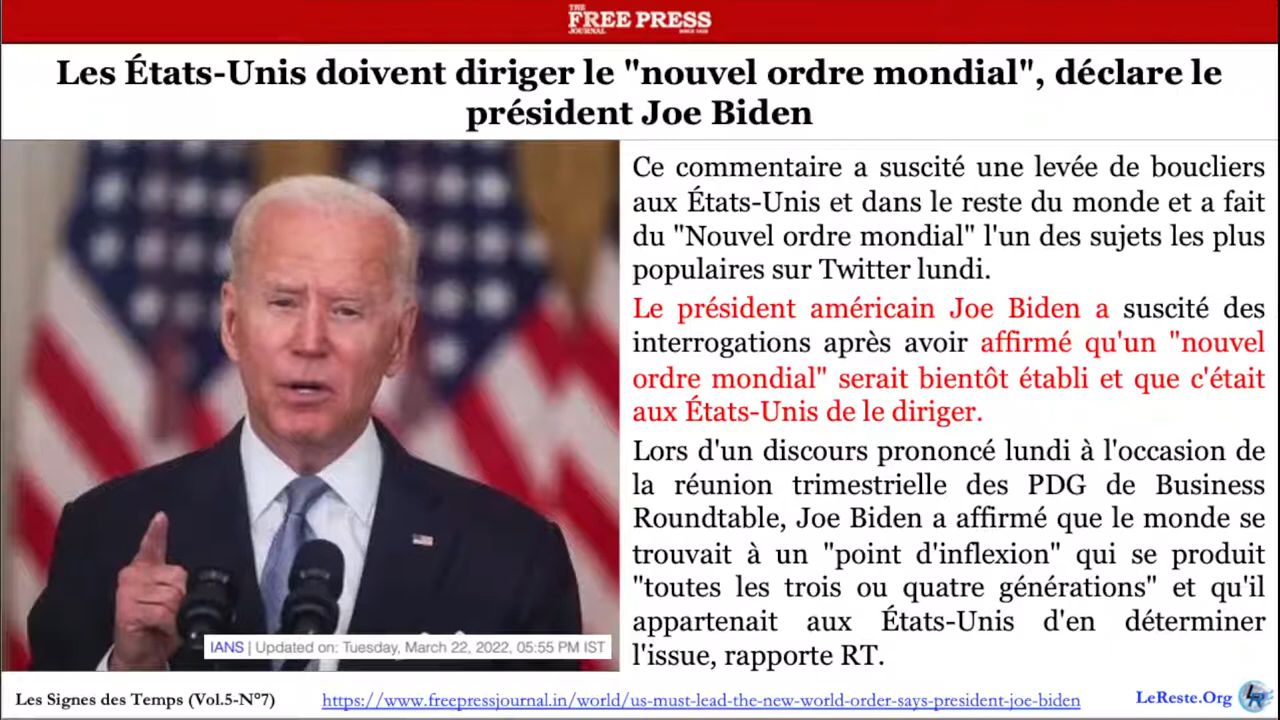 THE
FREE PRESS
JOURNAL SINCE 1928
Les États-Unis doivent diriger le "nouvel ordre mondial", déclare le
président Joe Biden
Ce commentaire a suscité une levée de boucliers
aux États-Unis et dans le reste du monde et a fait
du "Nouvel ordre mondial" l'un des sujets les plus
populaires sur Twitter lundi.
Le président américain Joe Biden a suscité des
interrogations après avoir affirmé qu'un "nouvel
ordre mondial" serait bientôt établi et que c'était
aux États-Unis de le diriger.
Lors d'un discours prononcé lundi à l'occasion de
la réunion trimestrielle des PDG de Business
Roundtable, Joe Biden a affirmé que le monde se
trouvait à un "point d'inflexion" qui se produit
"toutes les trois ou quatre générations" et qu'il
appartenait aux États-Unis d'en déterminer
l'issue, rapporte RT.
IANS | Updated on: Tuesday, March 22, 2022, 05:55 PM IST
Les Signes des Temps (Vol.5-N°7)
https://www.freepressjournal.in/world/us-must-lead-the-new-world-order-says-president-joe-biden
LeReste.Org